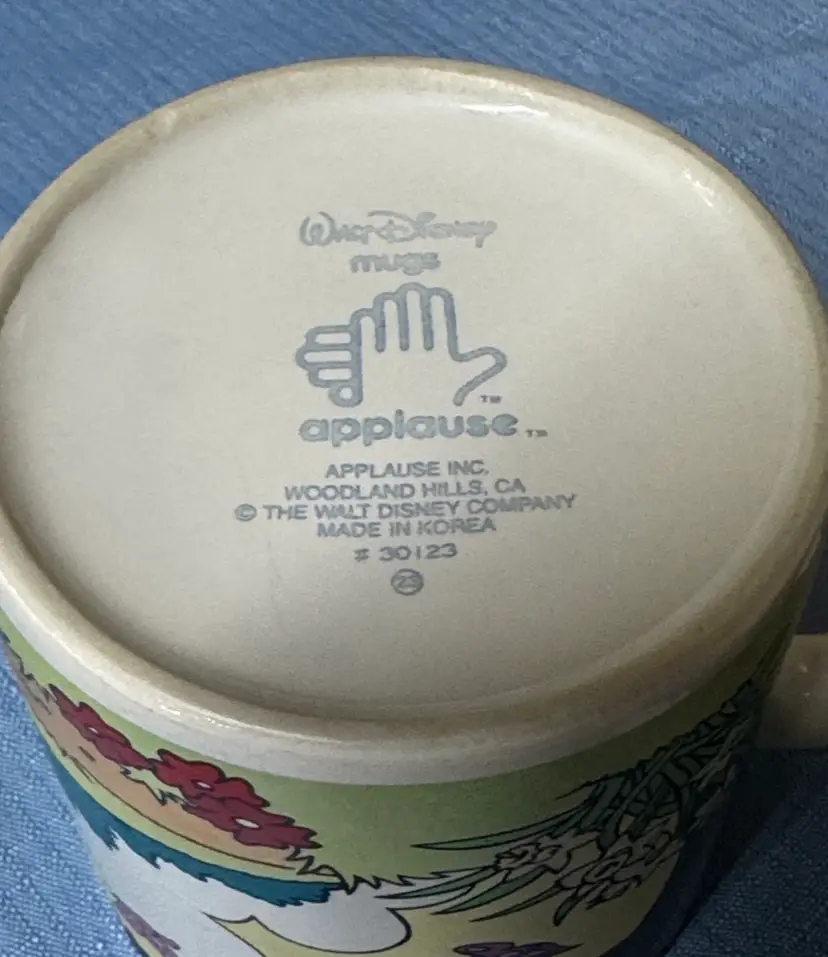 Walt Disney
mugs
TM
applause TM
APPLAUSE INC.
WOODLAND HILLS, CA
© THE WALT DISNEY COMPANY
MADE IN KOREA
# 30123
23